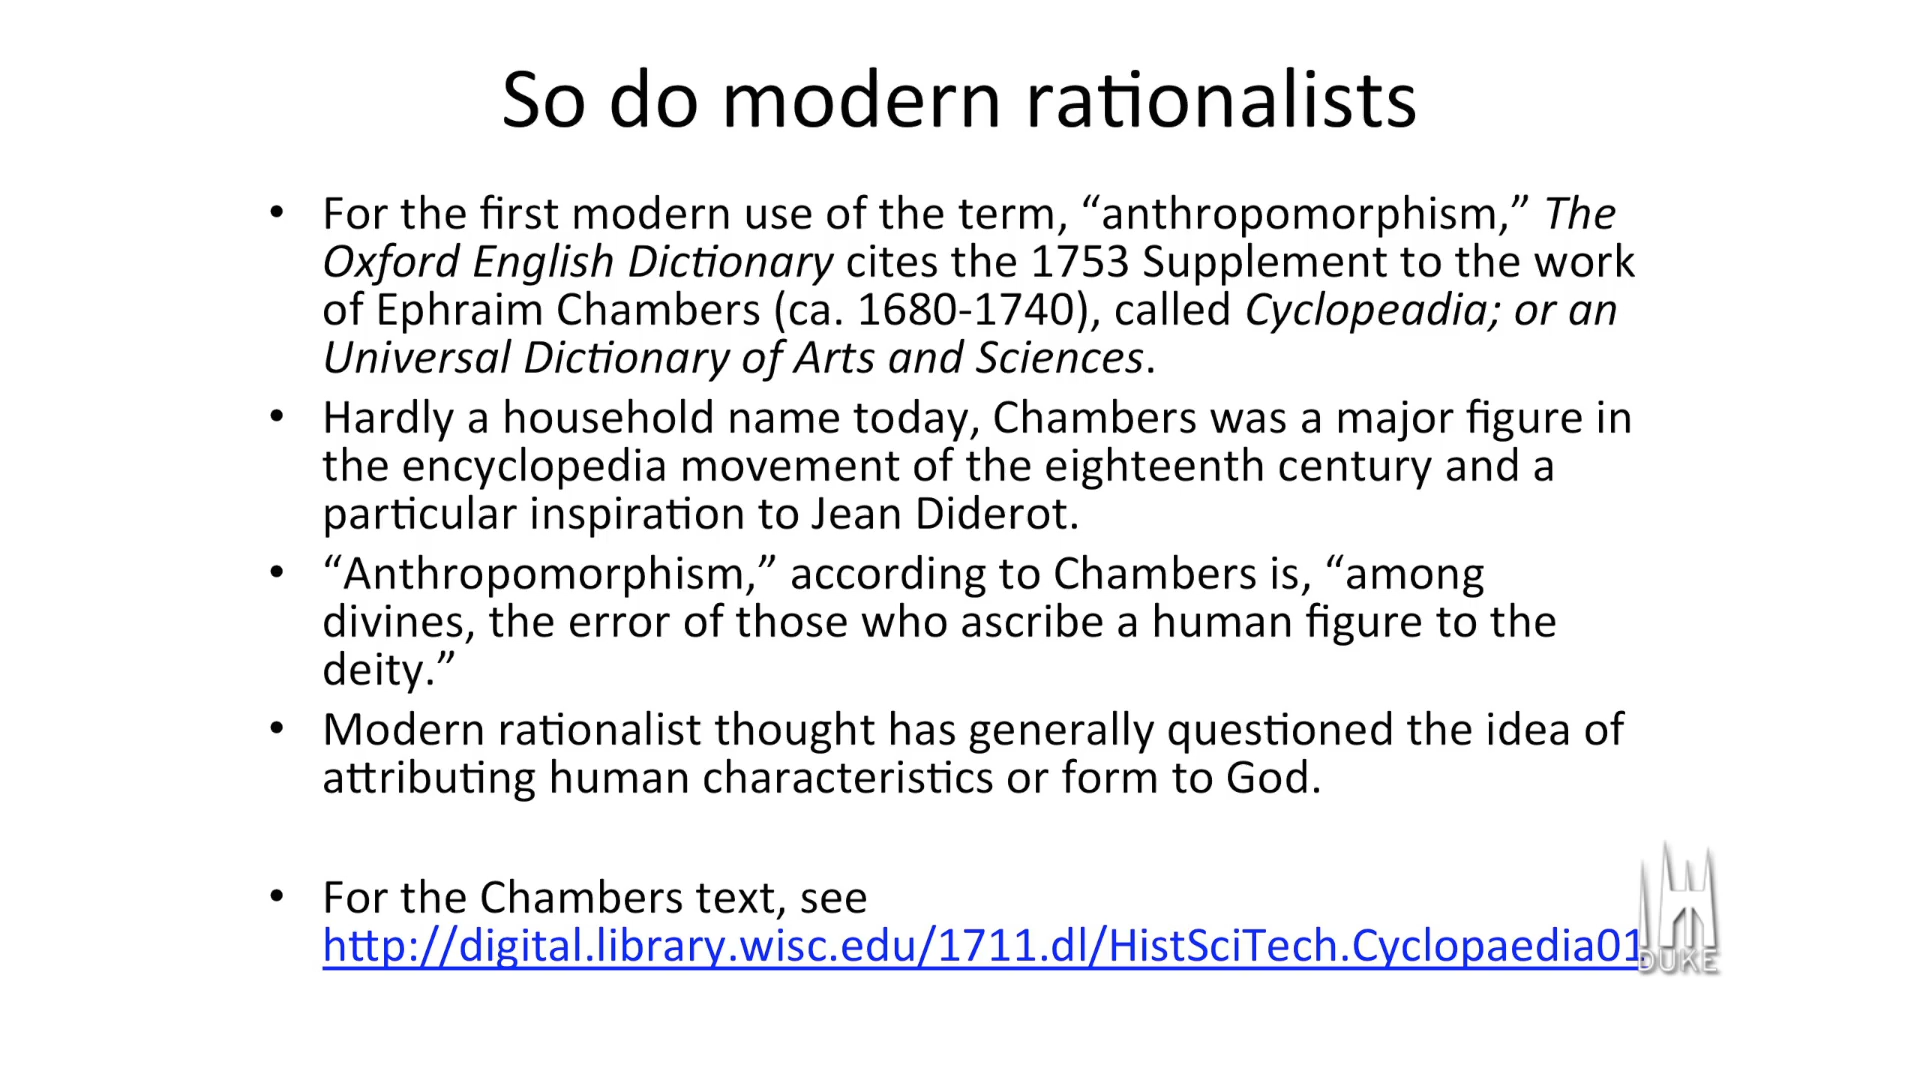 So do modern rationalists
• For the first modern use of the term, “anthropomorphism,” The
Oxford English Dictionary cites the 1753 Supplement to the work
of Ephraim Chambers (ca. 1680-1740), called Cyclopeadia; or an
Universal Dictionary of Arts and Sciences.
• Hardly a household name today, Chambers was a major figure in
the encyclopedia movement of the eighteenth century and a
particular inspiration to Jean Diderot.
• “Anthropomorphism,” according to Chambers is, “among
divines, the error of those who ascribe a human figure to the
deity.”
• Modern rationalist thought has generally questioned the idea of
attributing human characteristics or form to God.
• For the Chambers text, see
http://digital.library.wisc.edu/1711.dl/HistSciTech.Cyclopaedia01
DUKE